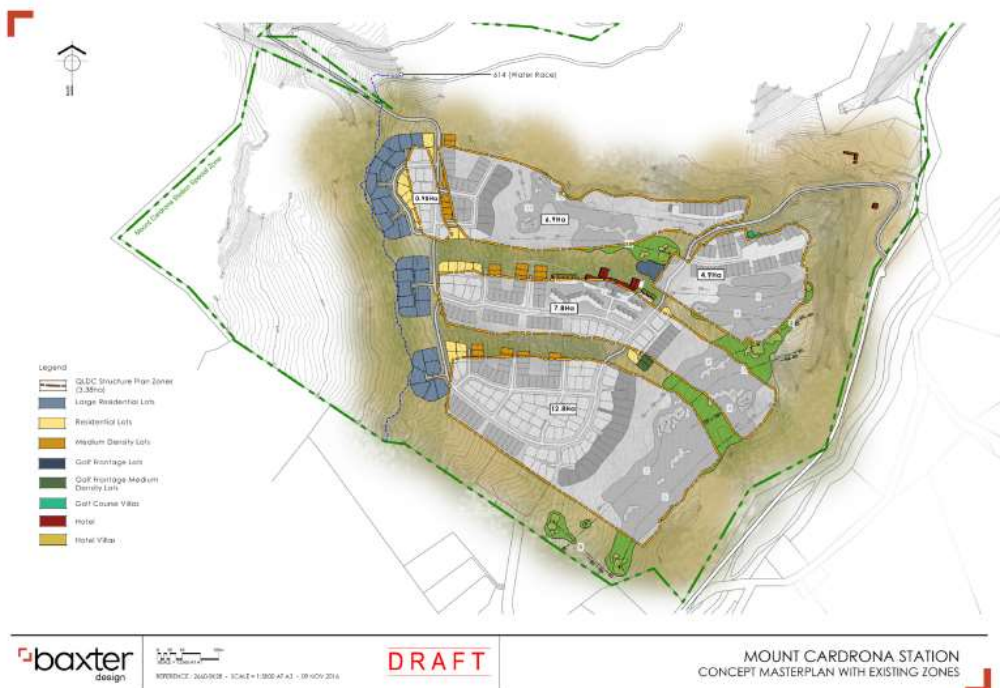 614 (Water Race)
Mount Cardrona Station Special Zone
0.98Ha
6.9Ha
4.9Ha
7.8Ha
12.8Ha
Legend
QLDC Structure Plan Zones
(3.38ha)
Large Residential Lots
Residential Lots
Medium Density Lots
Golf Frontage Lots
Golf Frontage Medium
Density Lots
Golf Course Villas
Hotel
Hotel Villas
baxter
design
DRAFT
MOUNT CARDRONA STATION
CONCEPT MASTERPLAN WITH EXISTING ZONES